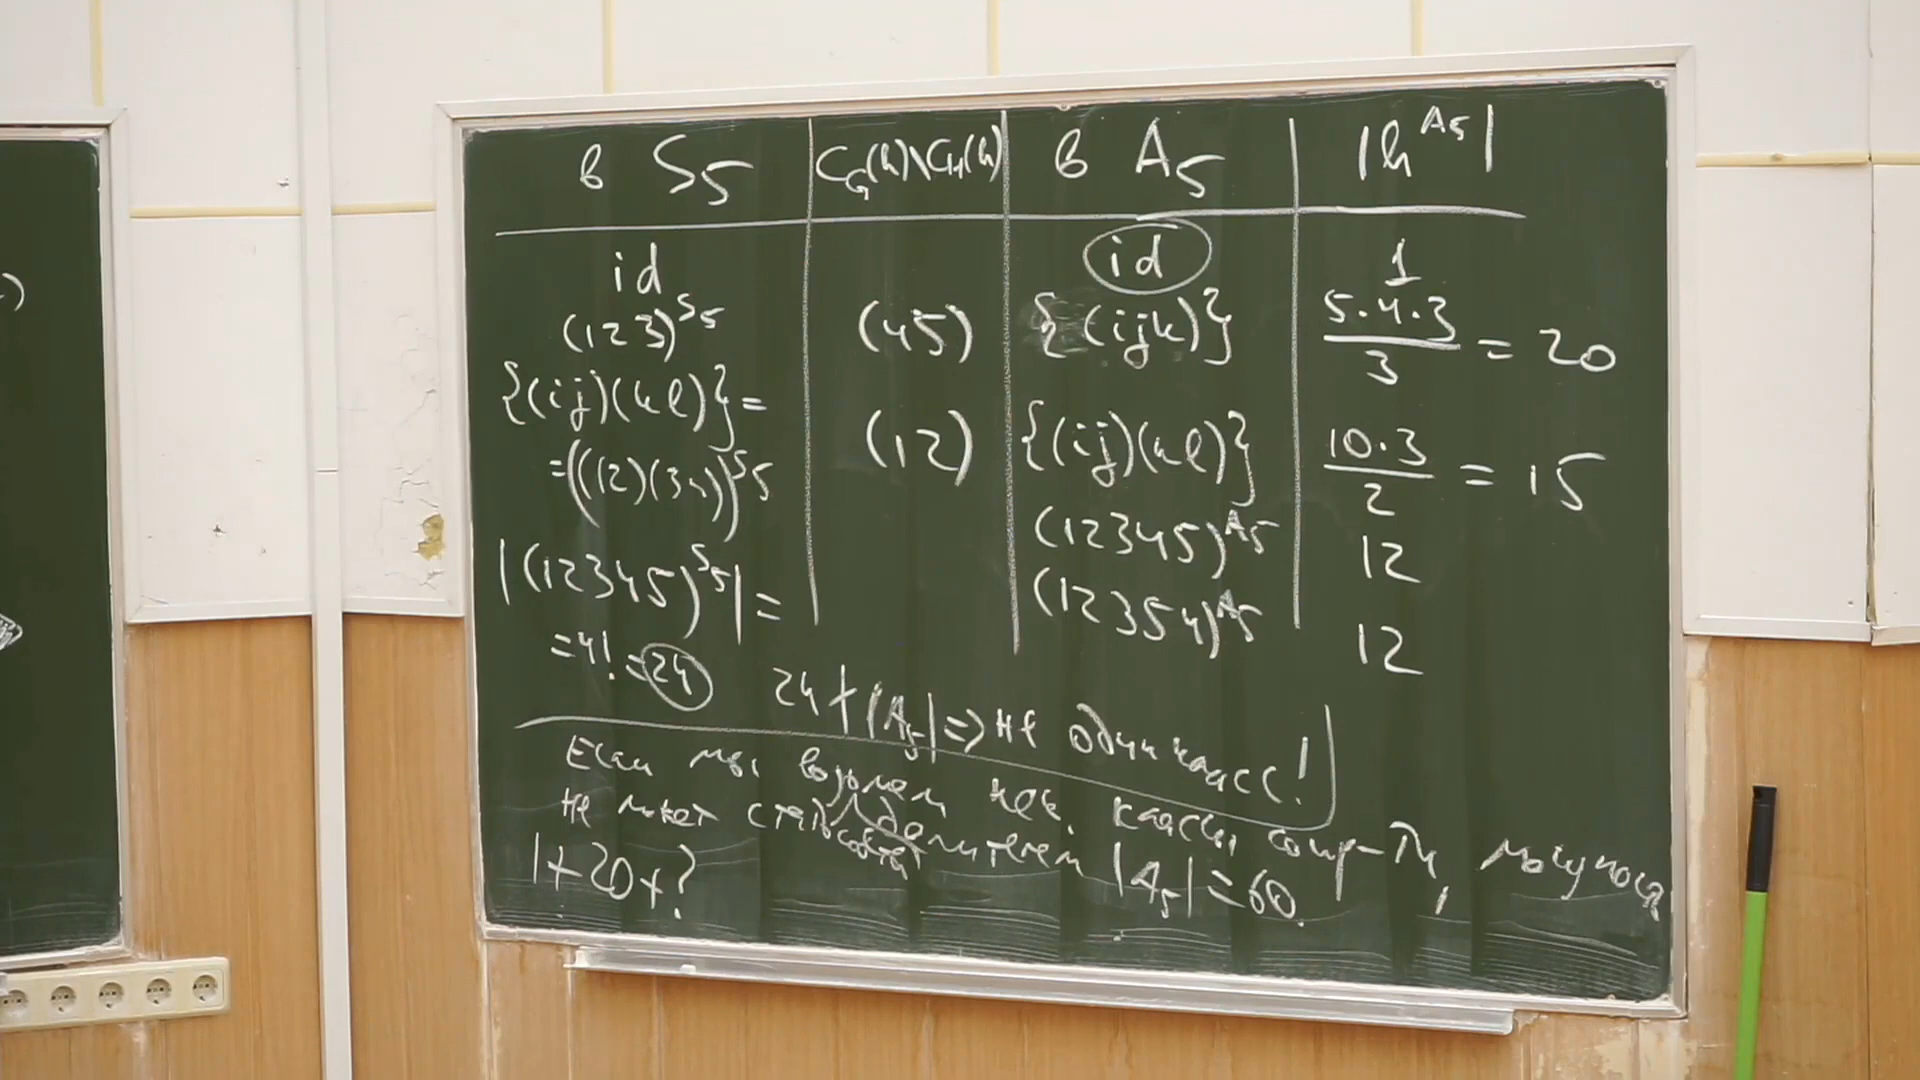 в S₅ | C_G(h)\C_H(h) | в A₅ | |h^{A₅}|
id | | id | 1
(123)^{S₅} | (45) | {(ijk)} | 5·4·3/3 = 20
{(ij)(kl)} =
= ((12)(34))^{S₅} | (12) | {(ij)(kl)} | 10·3/2 = 15
|(12345)^{S₅}| = | | (12345)^{A₅} | 12
= 4! = 24 | | (12354)^{A₅} | 12
24 ∤ |A₅| ⇒ не один класс!
Если мы возьмем нек. классы сопр-ти,
не может стать делителем |A₅| = 60
1+20+?